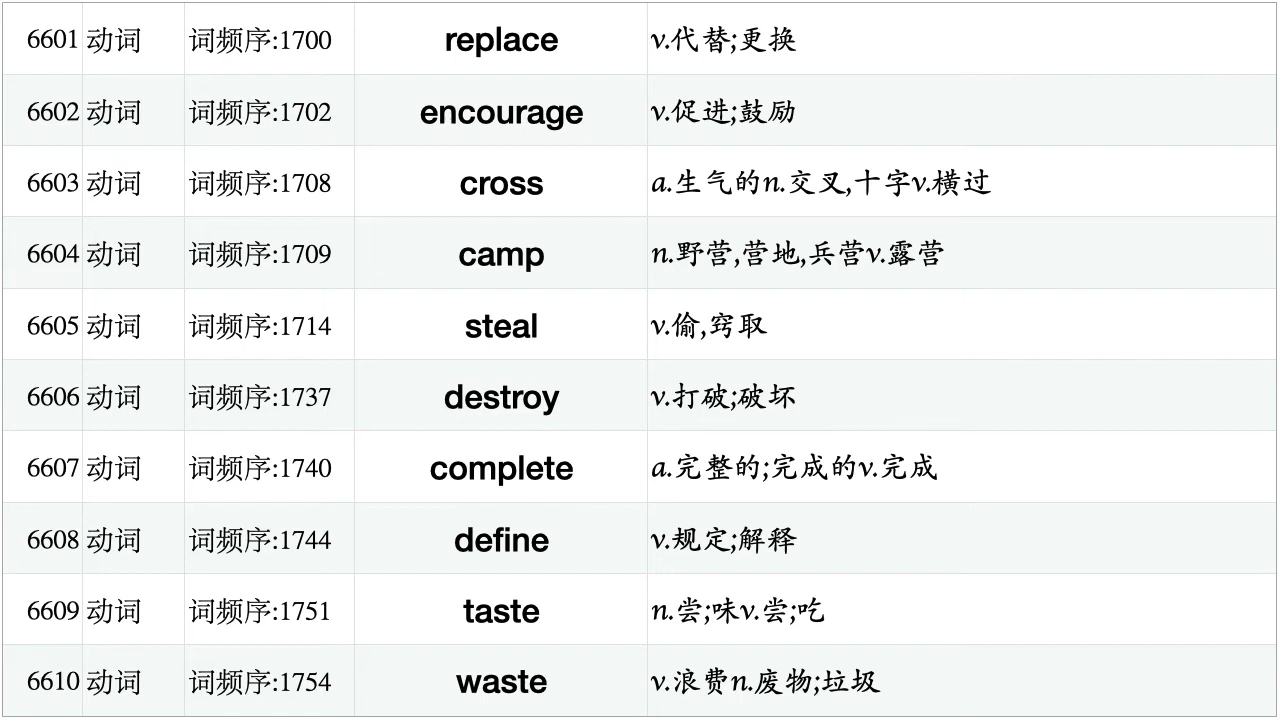 6601 动词 词频序:1700 replace v.代替;更换
6602 动词 词频序:1702 encourage v.促进;鼓励
6603 动词 词频序:1708 cross a.生气的n.交叉,十字v.横过
6604 动词 词频序:1709 camp n.野营,营地,兵营v.露营
6605 动词 词频序:1714 steal v.偷,窍取
6606 动词 词频序:1737 destroy v.打破;破坏
6607 动词 词频序:1740 complete a.完整的;完成的v.完成
6608 动词 词频序:1744 define v.规定;解释
6609 动词 词频序:1751 taste n.尝;味v.尝;吃
6610 动词 词频序:1754 waste v.浪费n.废物;垃圾